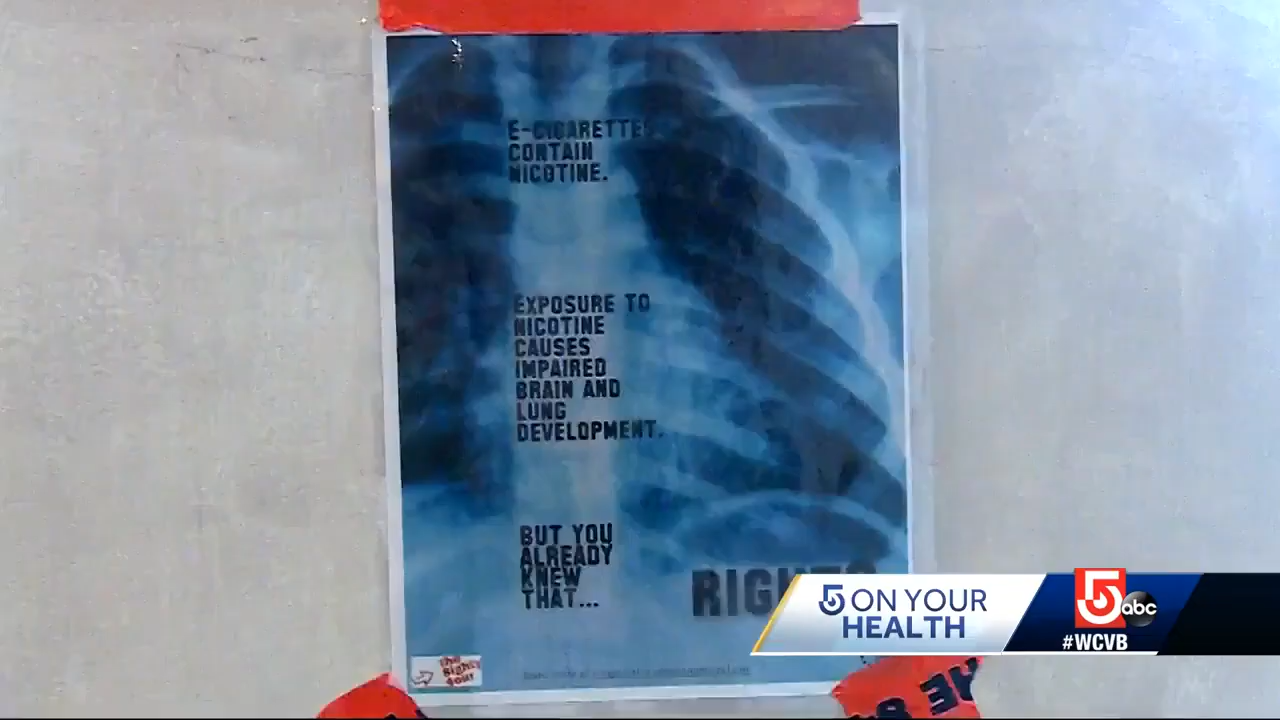 E-CIGARETTES
CONTAIN
NICOTINE.
EXPOSURE TO
NICOTINE
CAUSES
IMPAIRED
BRAIN AND
LUNG
DEVELOPMENT.
BUT YOU
ALREADY
KNEW
THAT...
5 ON YOUR
HEALTH
5 abc
#WCVB